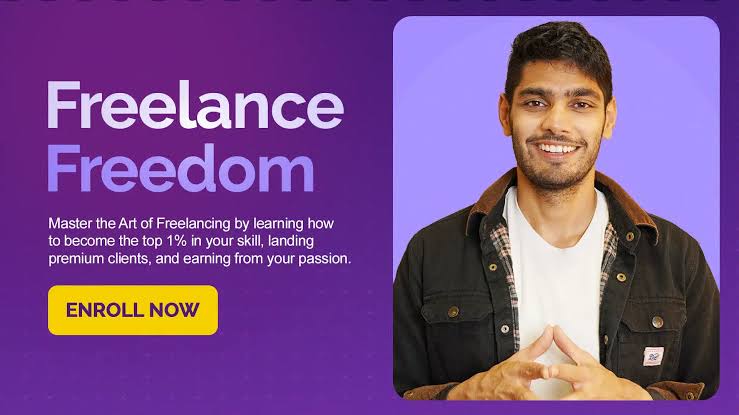 Freelance
Freedom
Master the Art of Freelancing by learning how
to become the top 1% in your skill, landing
premium clients, and earning from your passion.
ENROLL NOW